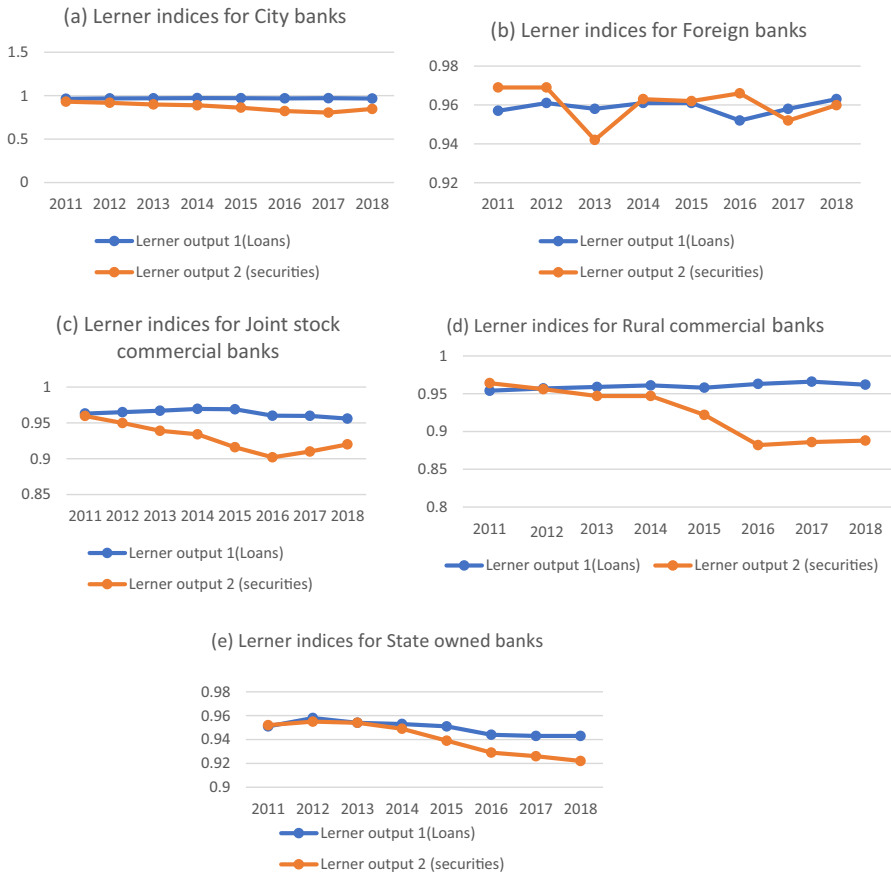 (a) Lerner indices for City banks
1.5
1
0.5
0
2011 2012 2013 2014 2015 2016 2017 2018
Lerner output 1(Loans)
Lerner output 2 (securities)
(b) Lerner indices for Foreign banks
0.98
0.96
0.94
0.92
2011 2012 2013 2014 2015 2016 2017 2018
Lerner output 1(Loans)
Lerner output 2 (securities)
(c) Lerner indices for Joint stock
commercial banks
1
0.95
0.9
0.85
2011 2012 2013 2014 2015 2016 2017 2018
Lerner output 1(Loans)
Lerner output 2 (securities)
(d) Lerner indices for Rural commercial banks
1
0.95
0.9
0.85
0.8
2011 2012 2013 2014 2015 2016 2017 2018
Lerner output 1(Loans) Lerner output 2 (securities)
(e) Lerner indices for State owned banks
0.98
0.96
0.94
0.92
0.9
2011 2012 2013 2014 2015 2016 2017 2018
Lerner output 1(Loans)
Lerner output 2 (securities)